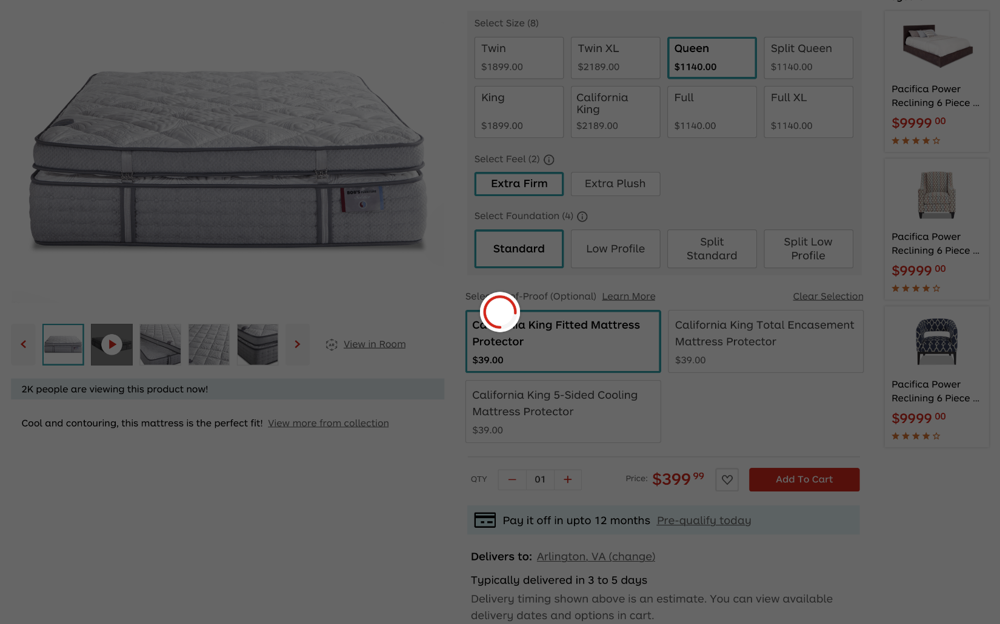 Select Size (8)
Twin
$1899.00
Twin XL
$2189.00
Queen
$1140.00
Split Queen
$1140.00
King
$1899.00
California
King
$2189.00
Full
$1140.00
Full XL
$1140.00
Select Feel (2)
Extra Firm
Extra Plush
Select Foundation (4)
Standard
Low Profile
Split
Standard
Split Low
Profile
-Proof (Optional) Learn More
Clear Selection
King Fitted Mattress
Protector
$39.00
California King Total Encasement
Mattress Protector
$39.00
California King 5-Sided Cooling
Mattress Protector
$39.00
QTY
01
Price: $399 99
Add To Cart
Pay it off in upto 12 months Pre-qualify today
Delivers to: Arlington, VA (change)
Typically delivered in 3 to 5 days
Delivery timing shown above is an estimate. You can view available
delivery dates and options in cart.
BOB'S
AR
View in Room
2K people are viewing this product now!
Cool and contouring, this mattress is the perfect fit! View more from collection
Pacifica Power
Reclining 6 Piece ...
$9999 00
Pacifica Power
Reclining 6 Piece ...
$9999 00
Pacifica Power
Reclining 6 Piece ...
$9999 00